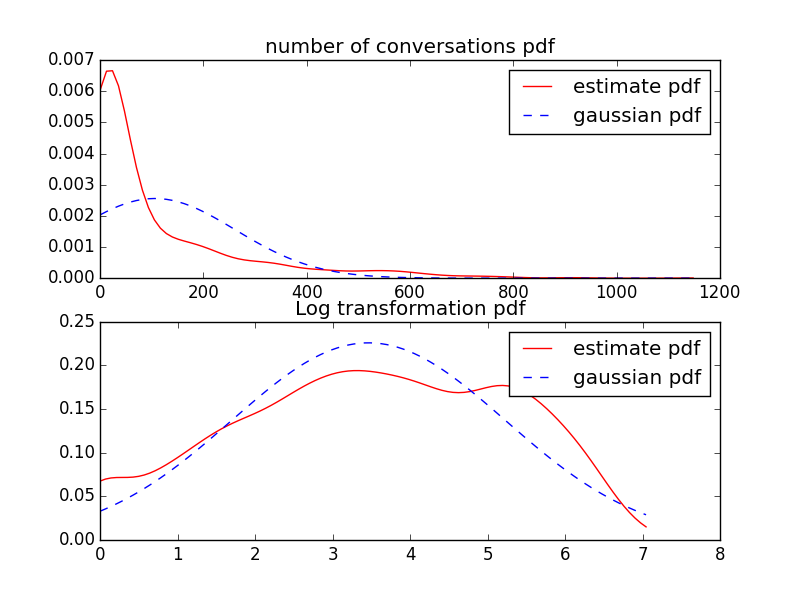 number of conversations pdf
0.007
0.006
0.005
0.004
0.003
0.002
0.001
0.000
estimate pdf
gaussian pdf
0 200 400 600 800 1000 1200
Log transformation pdf
0.25
0.20
0.15
0.10
0.05
0.00
estimate pdf
gaussian pdf
0 1 2 3 4 5 6 7 8